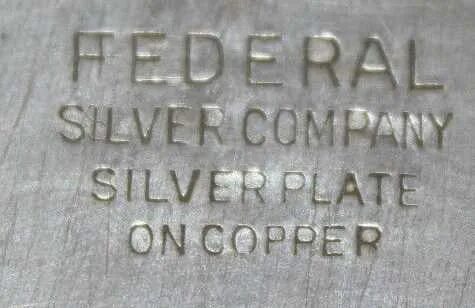 FEDERAL
SILVER COMPANY
SILVER PLATE
ON COPPER